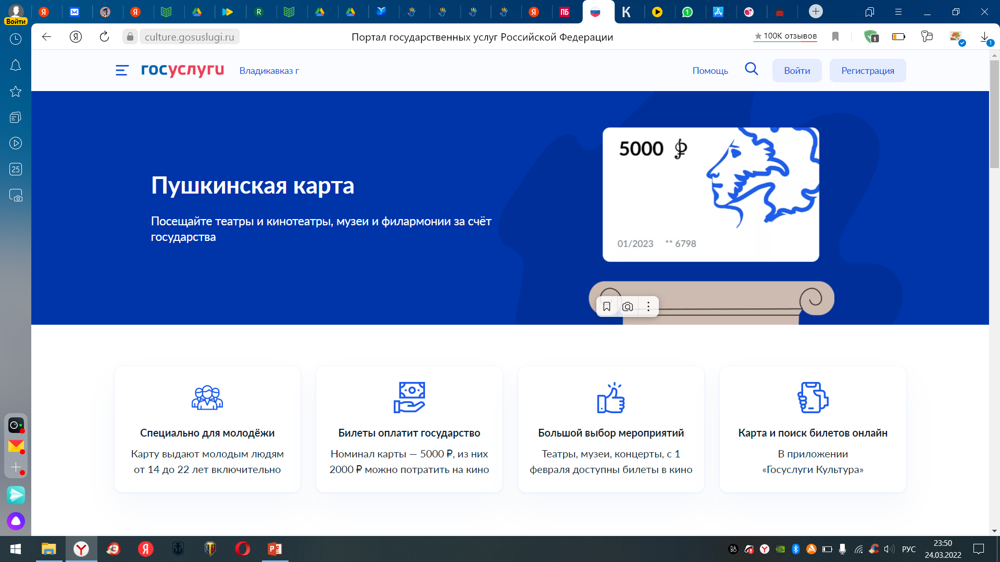 Войти
culture.gosuslugi.ru
Портал государственных услуг Российской Федерации
100K отзывов
1
1
25
госуслуги
Владикавказ г
Помощь
Войти
Регистрация
Пушкинская карта
Посещайте театры и кинотеатры, музеи и филармонии за счёт
государства
5000 ₽
01/2023 ** 6798
Специально для молодёжи
Карту выдают молодым людям
от 14 до 22 лет включительно
Билеты оплатит государство
Номинал карты — 5000 ₽, из них
2000 ₽ можно потратить на кино
Большой выбор мероприятий
Театры, музеи, концерты, с 1
февраля доступны билеты в кино
Карта и поиск билетов онлайн
В приложении
«Госуслуги Культура»
РУС
23:50
24.03.2022